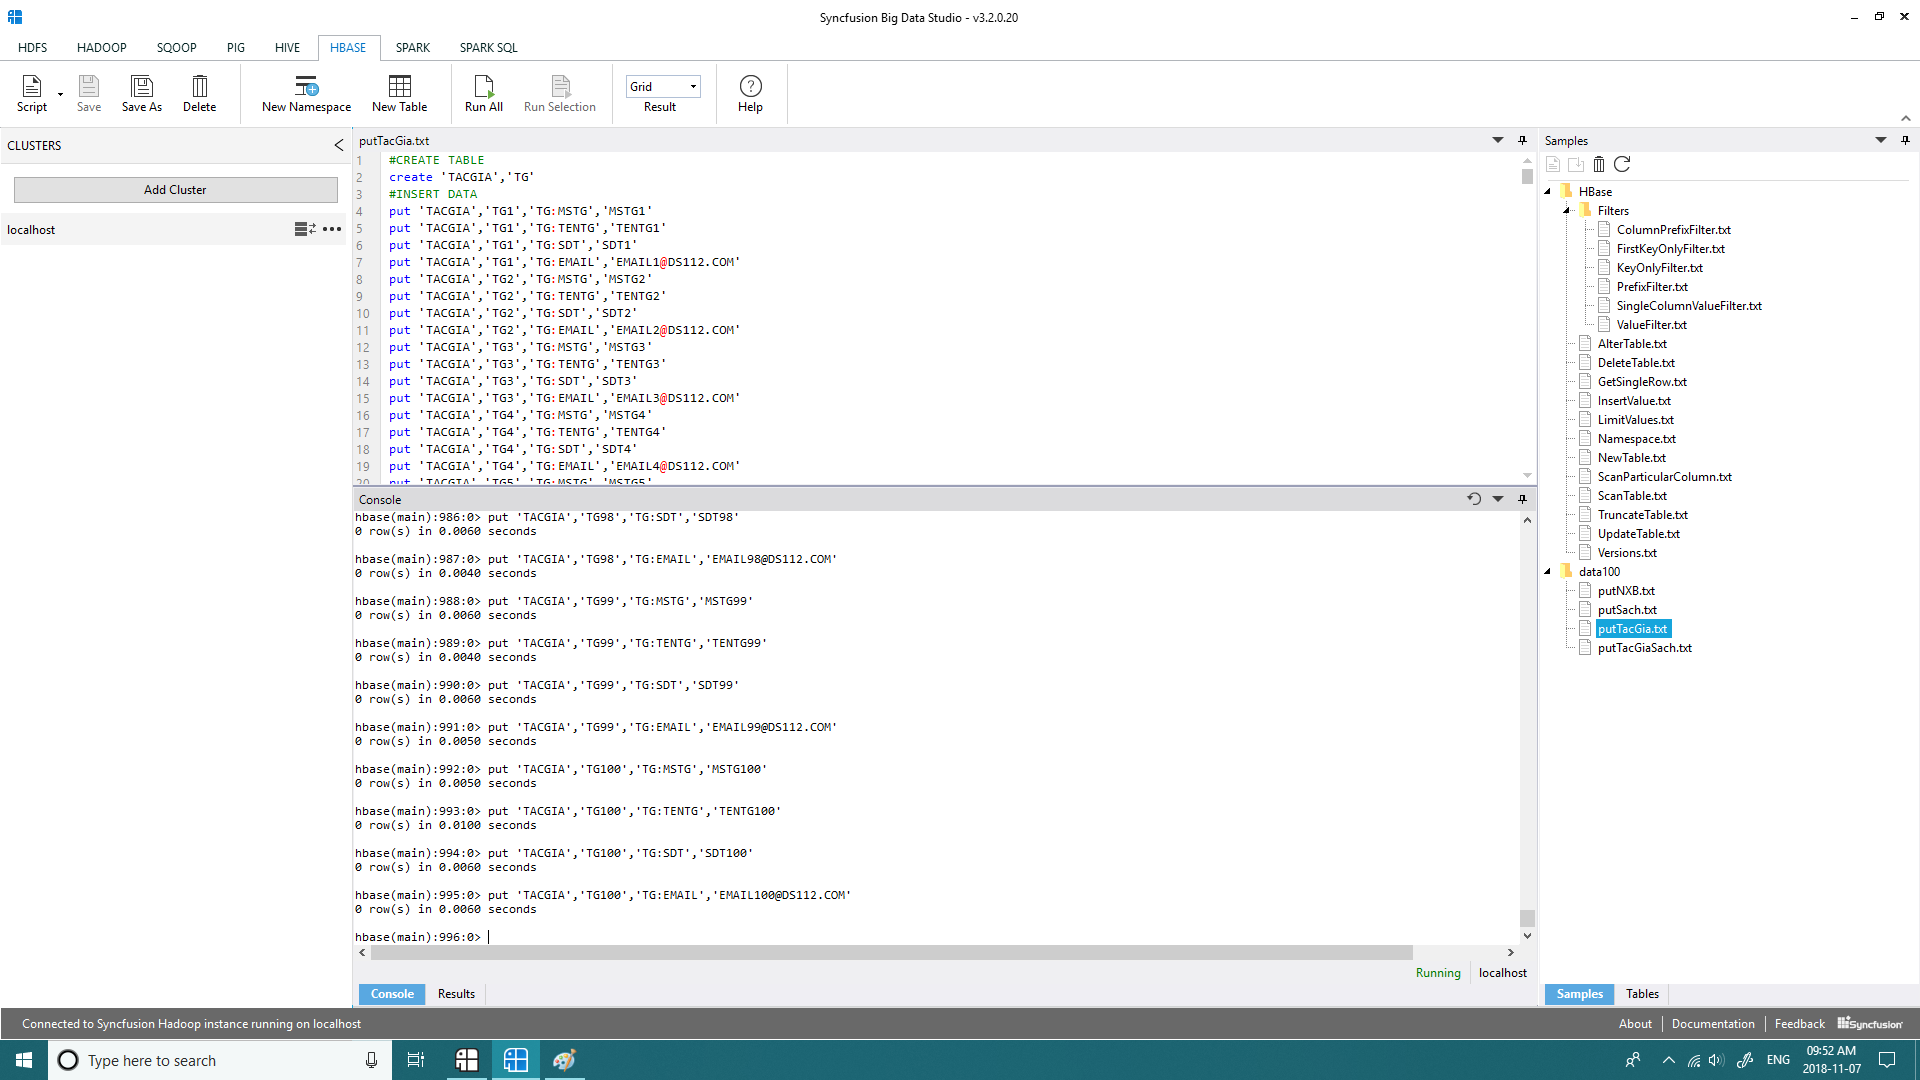 Syncfusion Big Data Studio - v3.2.0.20
HDFS HADOOP SQOOP PIG HIVE HBASE SPARK SPARK SQL
Script Save Save As Delete New Namespace New Table Run All Run Selection Grid Result Help
CLUSTERS
Add Cluster
localhost
putTacGia.txt
1 #CREATE TABLE
2 create 'TACGIA','TG'
3 #INSERT DATA
4 put 'TACGIA','TG1','TG:MSTG','MSTG1'
5 put 'TACGIA','TG1','TG:TENTG','TENTG1'
6 put 'TACGIA','TG1','TG:SDT','SDT1'
7 put 'TACGIA','TG1','TG:EMAIL','EMAIL1@DS112.COM'
8 put 'TACGIA','TG2','TG:MSTG','MSTG2'
9 put 'TACGIA','TG2','TG:TENTG','TENTG2'
10 put 'TACGIA','TG2','TG:SDT','SDT2'
11 put 'TACGIA','TG2','TG:EMAIL','EMAIL2@DS112.COM'
12 put 'TACGIA','TG3','TG:MSTG','MSTG3'
13 put 'TACGIA','TG3','TG:TENTG','TENTG3'
14 put 'TACGIA','TG3','TG:SDT','SDT3'
15 put 'TACGIA','TG3','TG:EMAIL','EMAIL3@DS112.COM'
16 put 'TACGIA','TG4','TG:MSTG','MSTG4'
17 put 'TACGIA','TG4','TG:TENTG','TENTG4'
18 put 'TACGIA','TG4','TG:SDT','SDT4'
19 put 'TACGIA','TG4','TG:EMAIL','EMAIL4@DS112.COM'
20 put 'TACGIA','TG5','TG:MSTG','MSTG5'
Console
hbase(main):986:0> put 'TACGIA','TG98','TG:SDT','SDT98'
0 row(s) in 0.0060 seconds
hbase(main):987:0> put 'TACGIA','TG98','TG:EMAIL','EMAIL98@DS112.COM'
0 row(s) in 0.0040 seconds
hbase(main):988:0> put 'TACGIA','TG99','TG:MSTG','MSTG99'
0 row(s) in 0.0060 seconds
hbase(main):989:0> put 'TACGIA','TG99','TG:TENTG','TENTG99'
0 row(s) in 0.0040 seconds
hbase(main):990:0> put 'TACGIA','TG99','TG:SDT','SDT99'
0 row(s) in 0.0060 seconds
hbase(main):991:0> put 'TACGIA','TG99','TG:EMAIL','EMAIL99@DS112.COM'
0 row(s) in 0.0050 seconds
hbase(main):992:0> put 'TACGIA','TG100','TG:MSTG','MSTG100'
0 row(s) in 0.0050 seconds
hbase(main):993:0> put 'TACGIA','TG100','TG:TENTG','TENTG100'
0 row(s) in 0.0100 seconds
hbase(main):994:0> put 'TACGIA','TG100','TG:SDT','SDT100'
0 row(s) in 0.0060 seconds
hbase(main):995:0> put 'TACGIA','TG100','TG:EMAIL','EMAIL100@DS112.COM'
0 row(s) in 0.0060 seconds
hbase(main):996:0>
Running localhost
Console Results
Samples
HBase
Filters
ColumnPrefixFilter.txt
FirstKeyOnlyFilter.txt
KeyOnlyFilter.txt
PrefixFilter.txt
SingleColumnValueFilter.txt
ValueFilter.txt
AlterTable.txt
DeleteTable.txt
GetSingleRow.txt
InsertValue.txt
LimitValues.txt
Namespace.txt
NewTable.txt
ScanParticularColumn.txt
ScanTable.txt
TruncateTable.txt
UpdateTable.txt
Versions.txt
data100
putNXB.txt
putSach.txt
putTacGia.txt
putTacGiaSach.txt
Samples Tables
Connected to Syncfusion Hadoop instance running on localhost
About Documentation Feedback Syncfusion
Type here to search
ENG
09:52 AM
2018-11-07